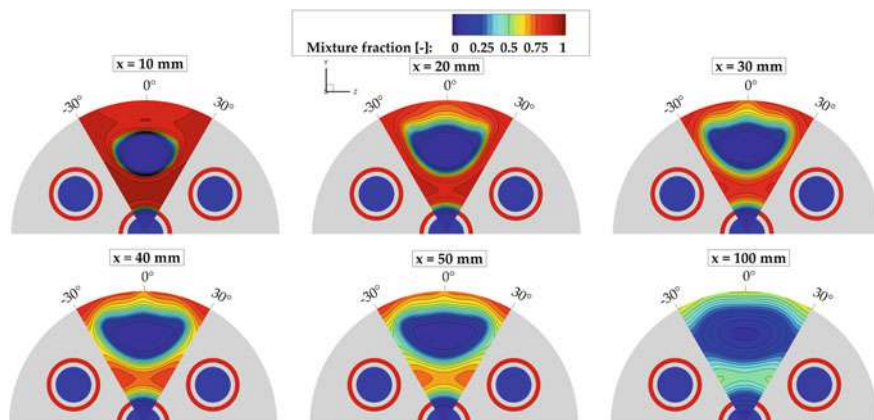 Mixture fraction [-]: 0 0.25 0.5 0.75 1
x = 10 mm
x = 20 mm
x = 30 mm
Y
Z
-30° 0° 30°
-30° 0° 30°
-30° 0° 30°
x = 40 mm
x = 50 mm
x = 100 mm
-30° 0° 30°
-30° 0° 30°
-30° 0° 30°